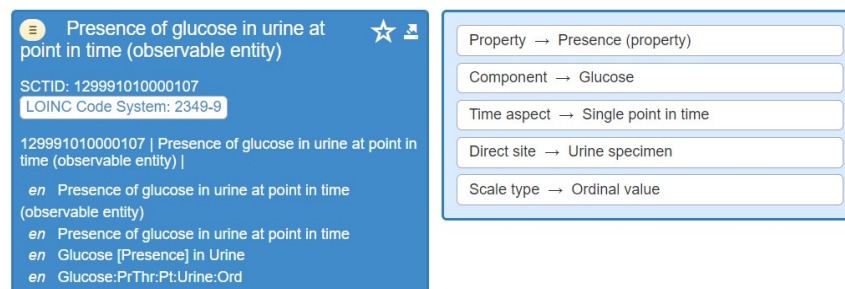 Presence of glucose in urine at
point in time (observable entity)
SCTID: 129991010000107
LOINC Code System: 2349-9
129991010000107 | Presence of glucose in urine at point in
time (observable entity) |
en Presence of glucose in urine at point in time
(observable entity)
en Presence of glucose in urine at point in time
en Glucose [Presence] in Urine
en Glucose:PrThr:Pt:Urine:Ord
Property → Presence (property)
Component → Glucose
Time aspect → Single point in time
Direct site → Urine specimen
Scale type → Ordinal value